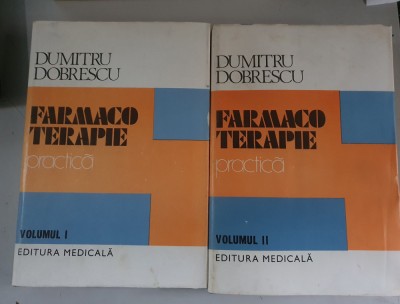 DUMITRU
DOBRESCU
FARMACO
TERAPIE
practică
VOLUMUL I
EDITURA MEDICALĂ
DUMITRU
DOBRESCU
FARMACO
TERAPIE
practică
VOLUMUL II
EDITURA MEDICALĂ